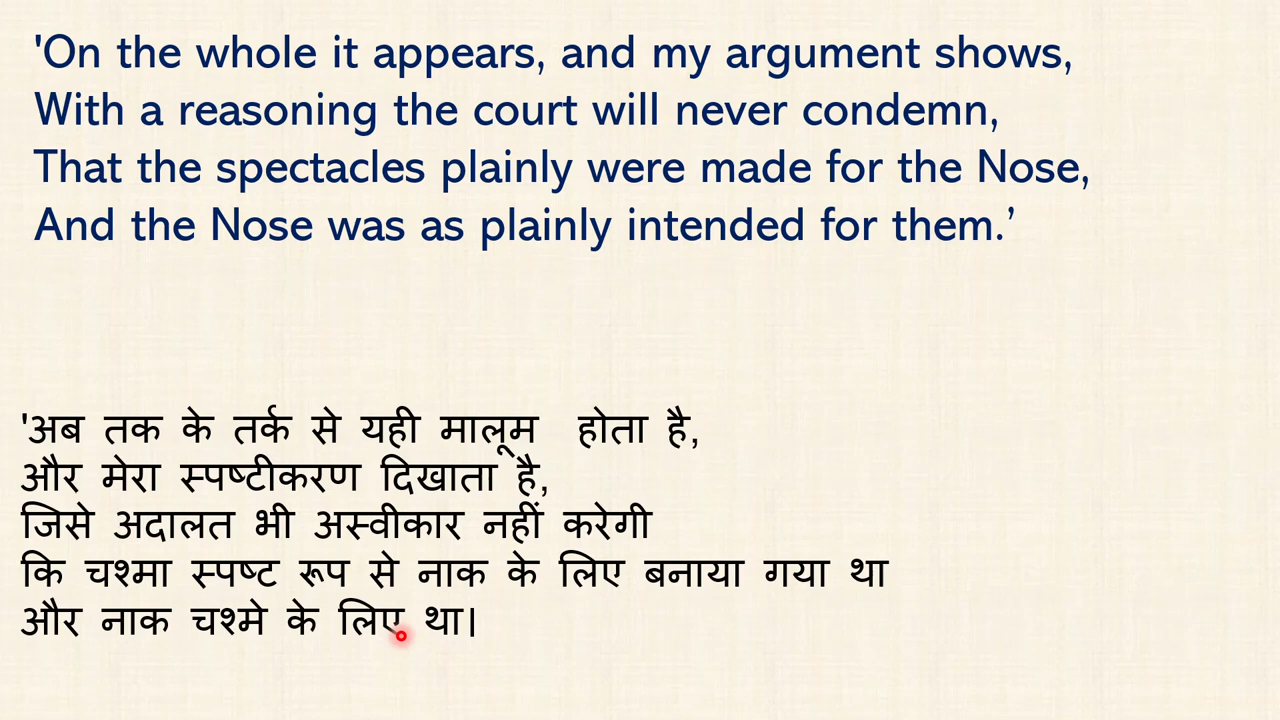 'On the whole it appears, and my argument shows,
With a reasoning the court will never condemn,
That the spectacles plainly were made for the Nose,
And the Nose was as plainly intended for them.’
'अब तक के तर्क से यही मालूम होता है,
और मेरा स्पष्टीकरण दिखाता है,
जिसे अदालत भी अस्वीकार नहीं करेगी
कि चश्मा स्पष्ट रूप से नाक के लिए बनाया गया था
और नाक चश्मे के लिए था।